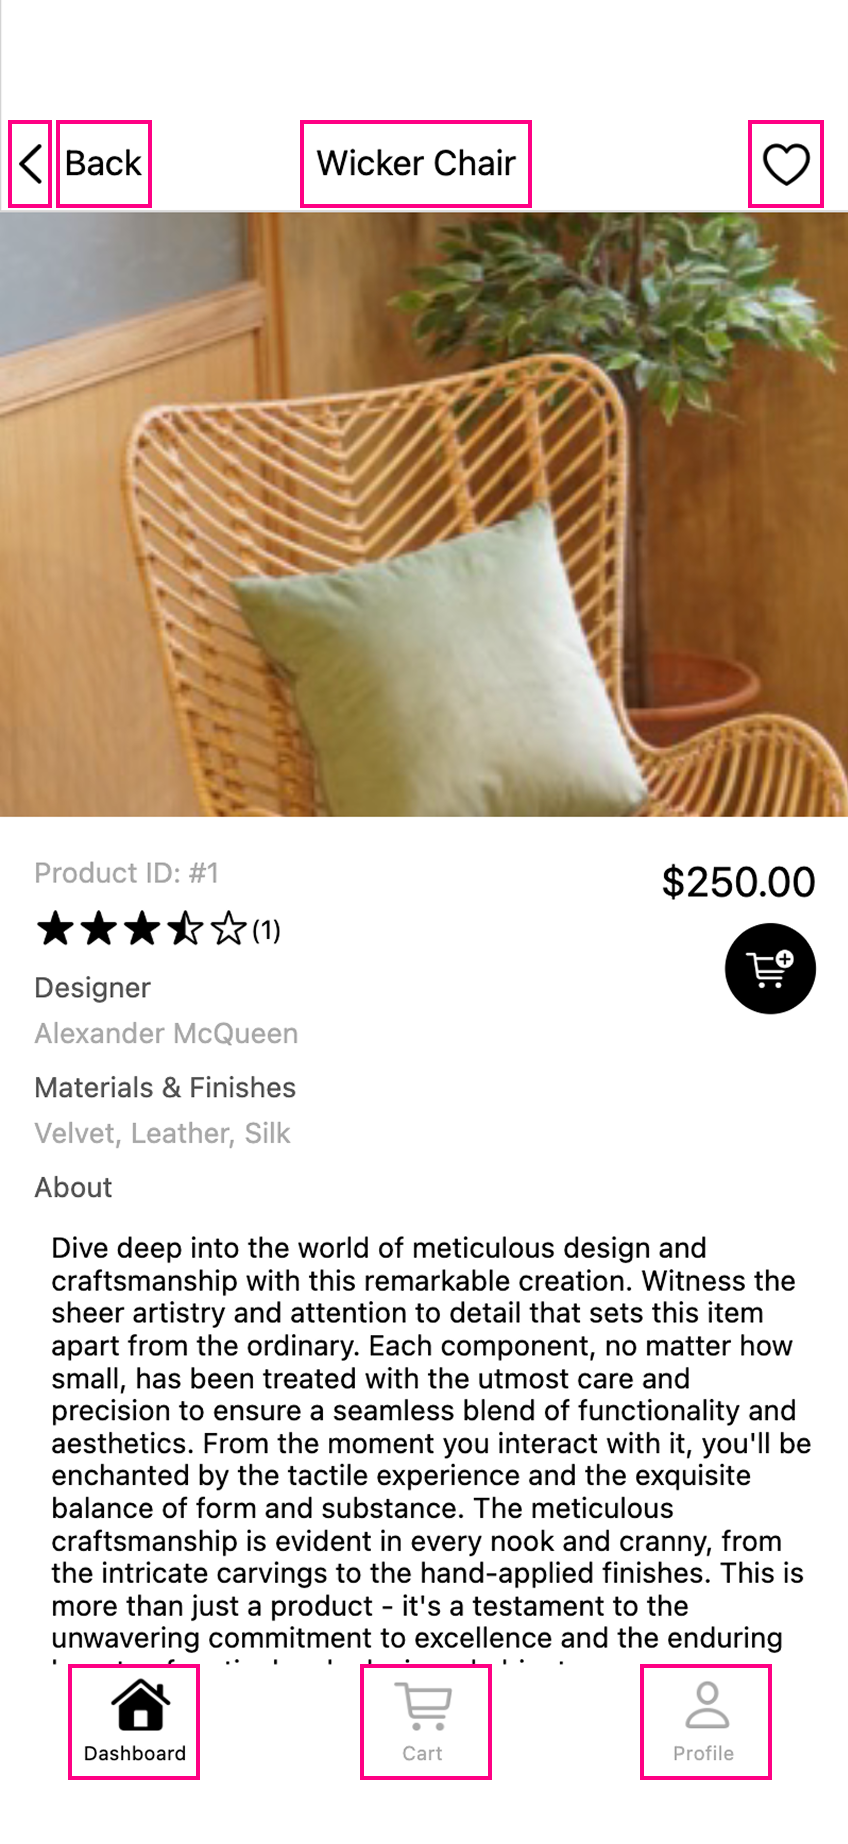 Back
Wicker Chair
Product ID: #1
$250.00
(1)
Designer
Alexander McQueen
Materials & Finishes
Velvet, Leather, Silk
About
Dive deep into the world of meticulous design and
craftsmanship with this remarkable creation. Witness the
sheer artistry and attention to detail that sets this item
apart from the ordinary. Each component, no matter how
small, has been treated with the utmost care and
precision to ensure a seamless blend of functionality and
aesthetics. From the moment you interact with it, you'll be
enchanted by the tactile experience and the exquisite
balance of form and substance. The meticulous
craftsmanship is evident in every nook and cranny, from
the intricate carvings to the hand-applied finishes. This is
more than just a product - it's a testament to the
unwavering commitment to excellence and the enduring
Dashboard
Cart
Profile